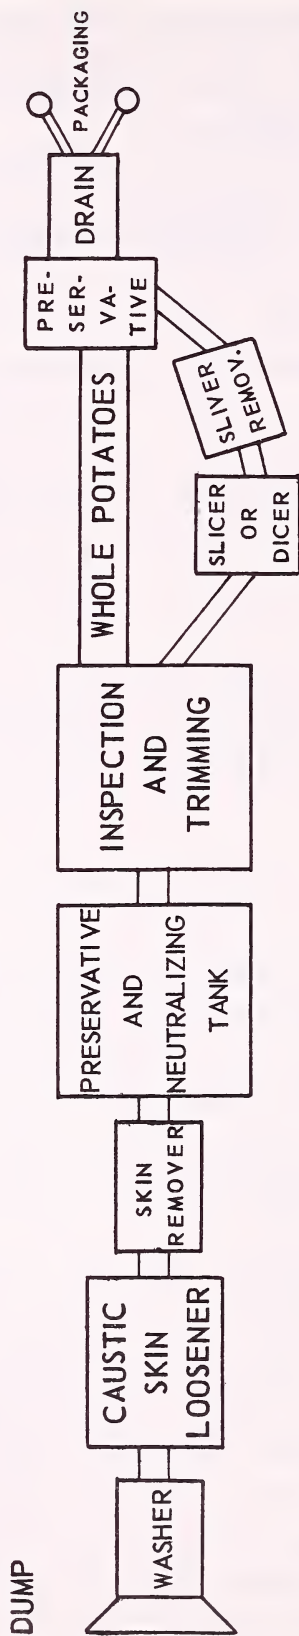 DUMP
WASHER
CAUSTIC
SKIN
LOOSENER
SKIN
REMOVER
PRESERVATIVE
AND
NEUTRALIZING
TANK
INSPECTION
AND
TRIMMING
WHOLE POTATOES
SLICER
OR
DICER
SLIVER
REMOV.
PRE-
SER-
VA-
TIVE
DRAIN
PACKAGING